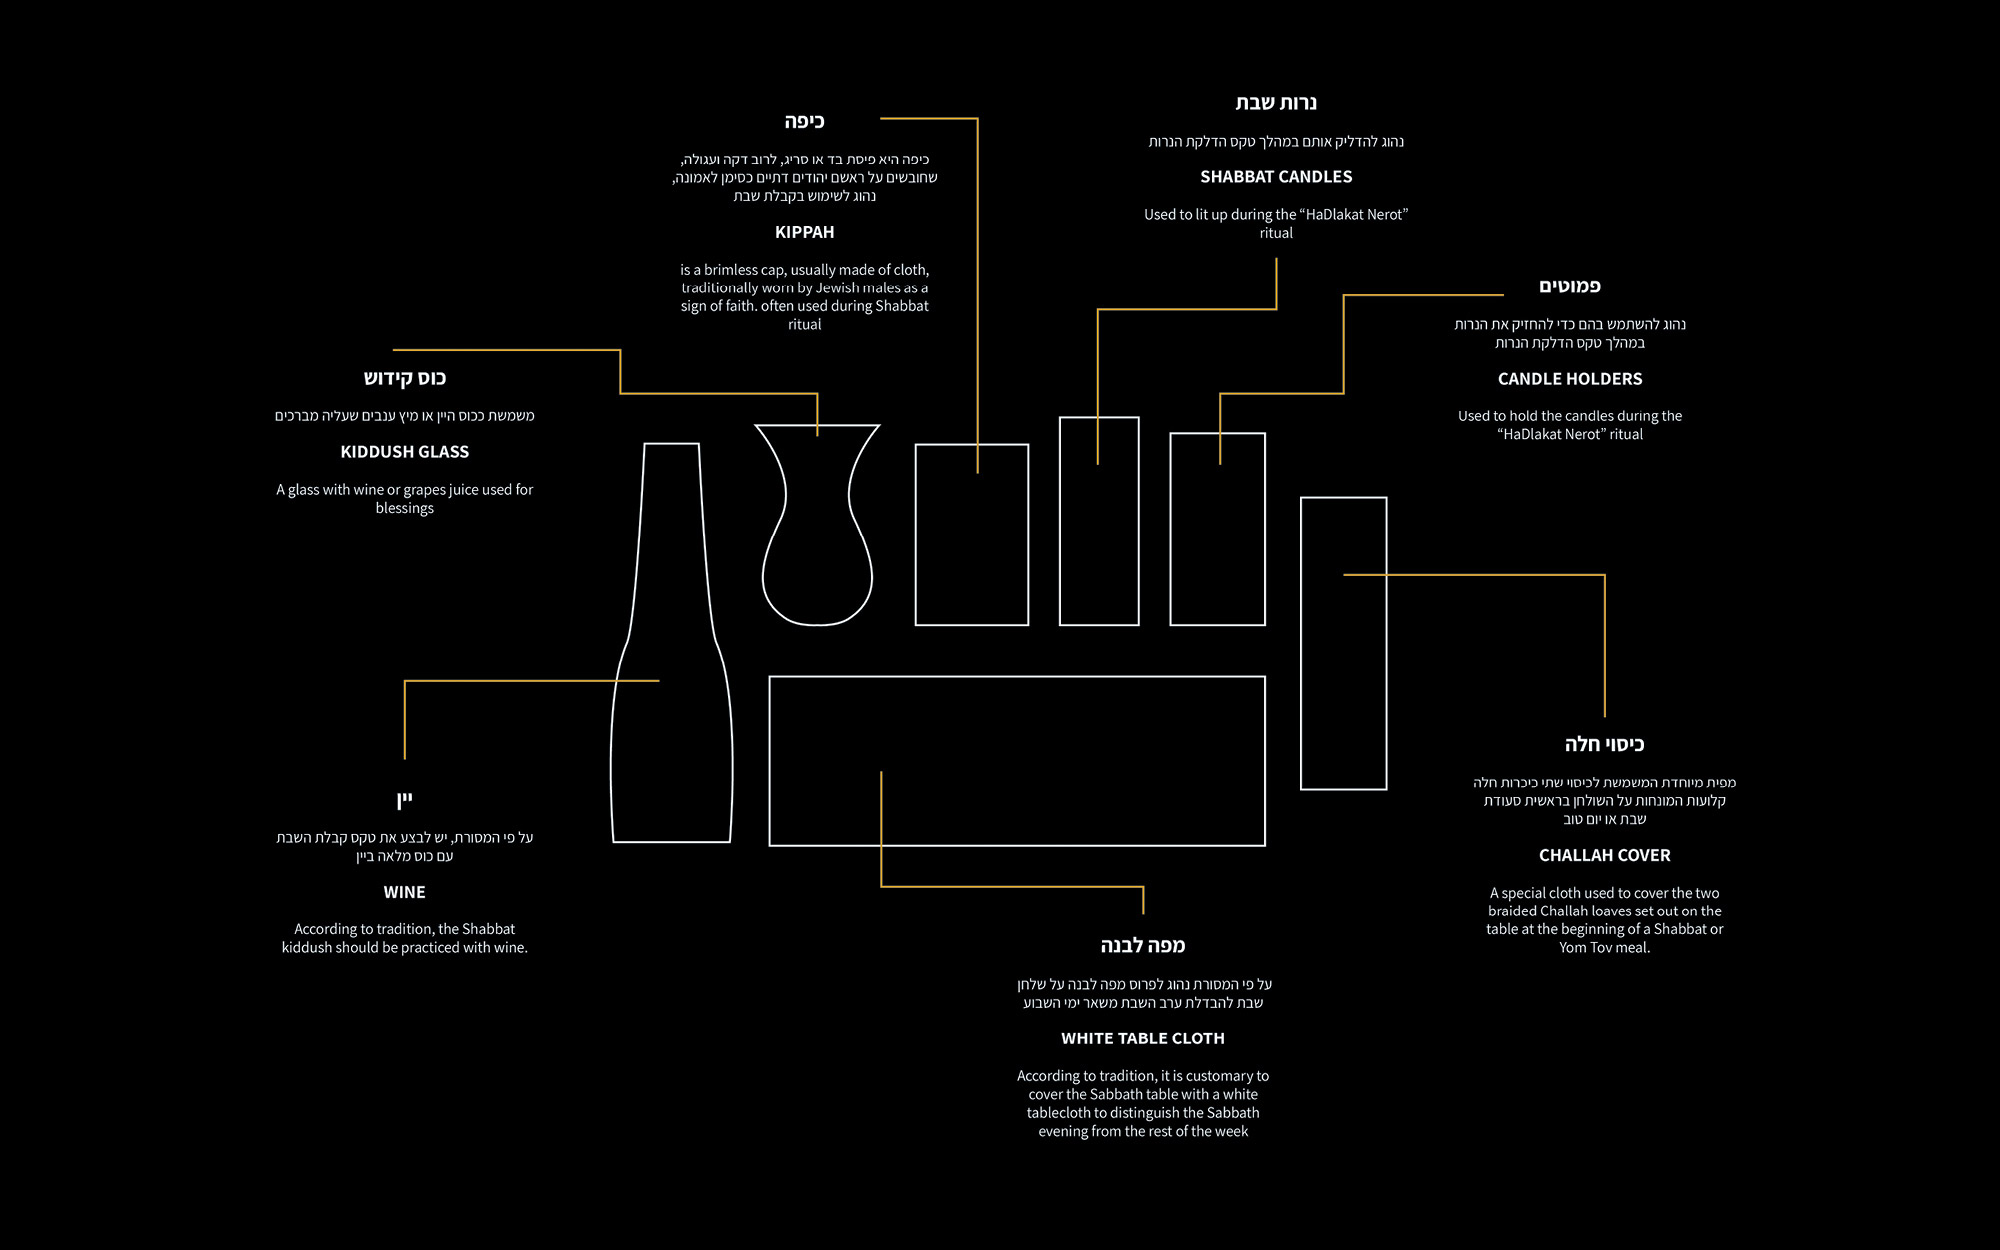 נרות שבת
נהוג להדליק אותם במהלך טקס הדלקת הנרות
SHABBAT CANDLES
Used to lit up during the “HaDlakat Nerot”
ritual
כיפה
כיפה היא פיסת בד או סריג, לרוב דקה ועגולה,
שחובשים על ראשם יהודים דתיים כסימן לאמונה,
נהוג לשימוש בקבלת שבת
KIPPAH
is a brimless cap, usually made of cloth,
traditionally worn by Jewish males as a
sign of faith. often used during Shabbat
ritual
פמוטים
נהוג להשתמש בהם כדי להחזיק את הנרות
במהלך טקס הדלקת הנרות
CANDLE HOLDERS
Used to hold the candles during the
“HaDlakat Nerot” ritual
כוס קידוש
משמשת ככוס היין או מיץ ענבים שעליה מברכים
KIDDUSH GLASS
A glass with wine or grapes juice used for
blessings
כיסוי חלה
מפית מיוחדת המשמשת לכיסוי שתי כיכרות חלה
קלועות המונחות על השולחן בראשית סעודת
שבת או יום טוב
CHALLAH COVER
A special cloth used to cover the two
braided Challah loaves set out on the
table at the beginning of a Shabbat or
Yom Tov meal.
יין
על פי המסורת, יש לבצע את טקס קבלת השבת
עם כוס מלאה ביין
WINE
According to tradition, the Shabbat
kiddush should be practiced with wine.
מפה לבנה
על פי המסורת נהוג לפרוס מפה לבנה על שלחן
שבת להבדלת ערב השבת משאר ימי השבוע
WHITE TABLE CLOTH
According to tradition, it is customary to
cover the Sabbath table with a white
tablecloth to distinguish the Sabbath
evening from the rest of the week